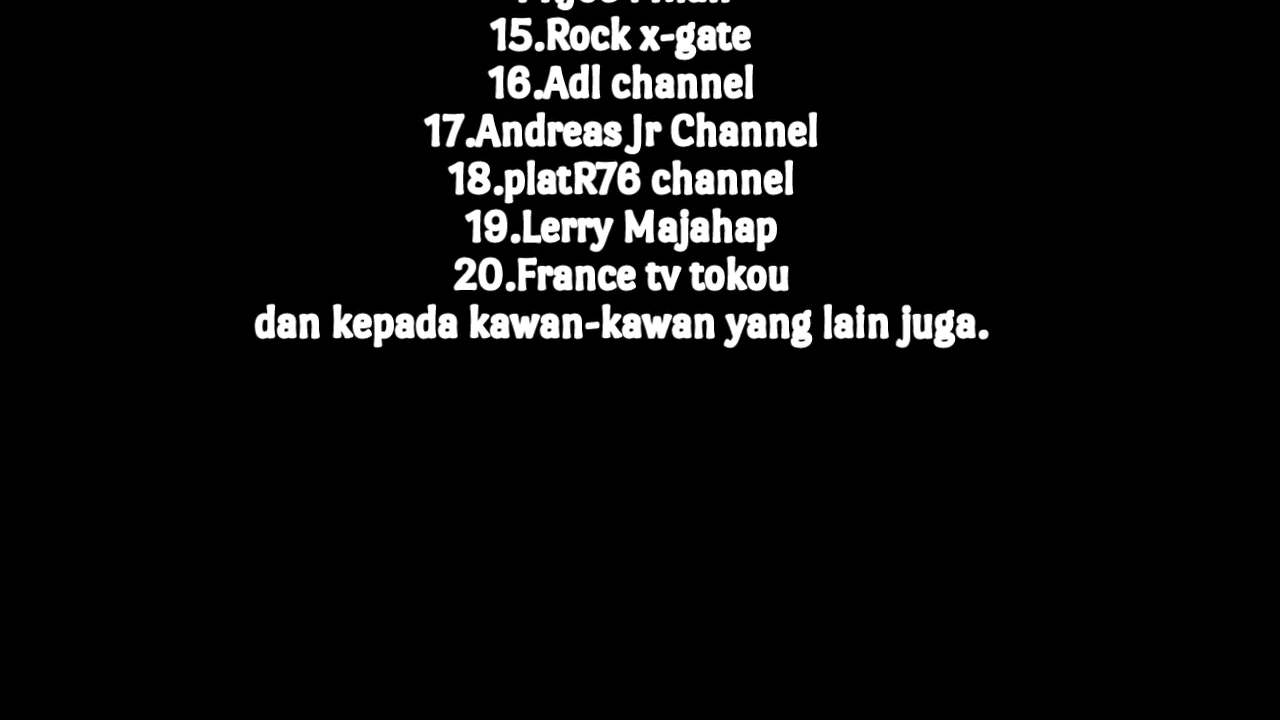 15.Rock x-gate
16.Adl channel
17.Andreas Jr Channel
18.platR76 channel
19.Lerry Majahap
20.France tv tokou
dan kepada kawan-kawan yang lain juga.